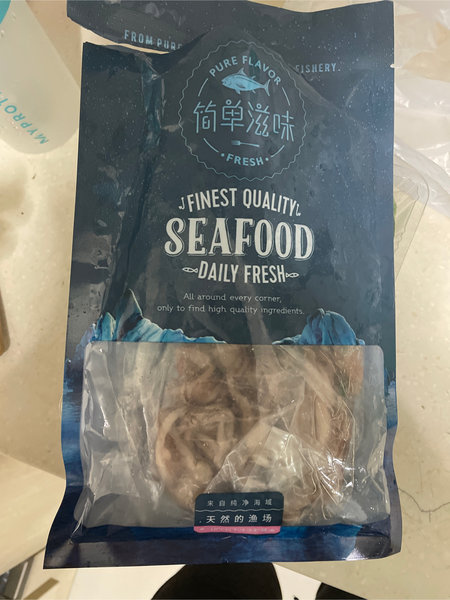 FROM PURE
FISHERY.
PURE FLAVOR
简单滋味
FRESH
FINEST QUALITY
SEAFOOD
DAILY FRESH
All around every corner,
only to find high quality ingredients.
来自纯净海域
天然的渔场
MYPROT